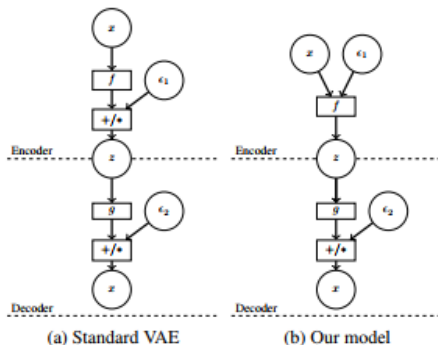 x
x
ϵ₁
f
ϵ₁
f
+/*
Encoder
Encoder
z
z
g
g
ϵ₂
ϵ₂
+/*
+/*
x
x
Decoder
Decoder
(a) Standard VAE
(b) Our model